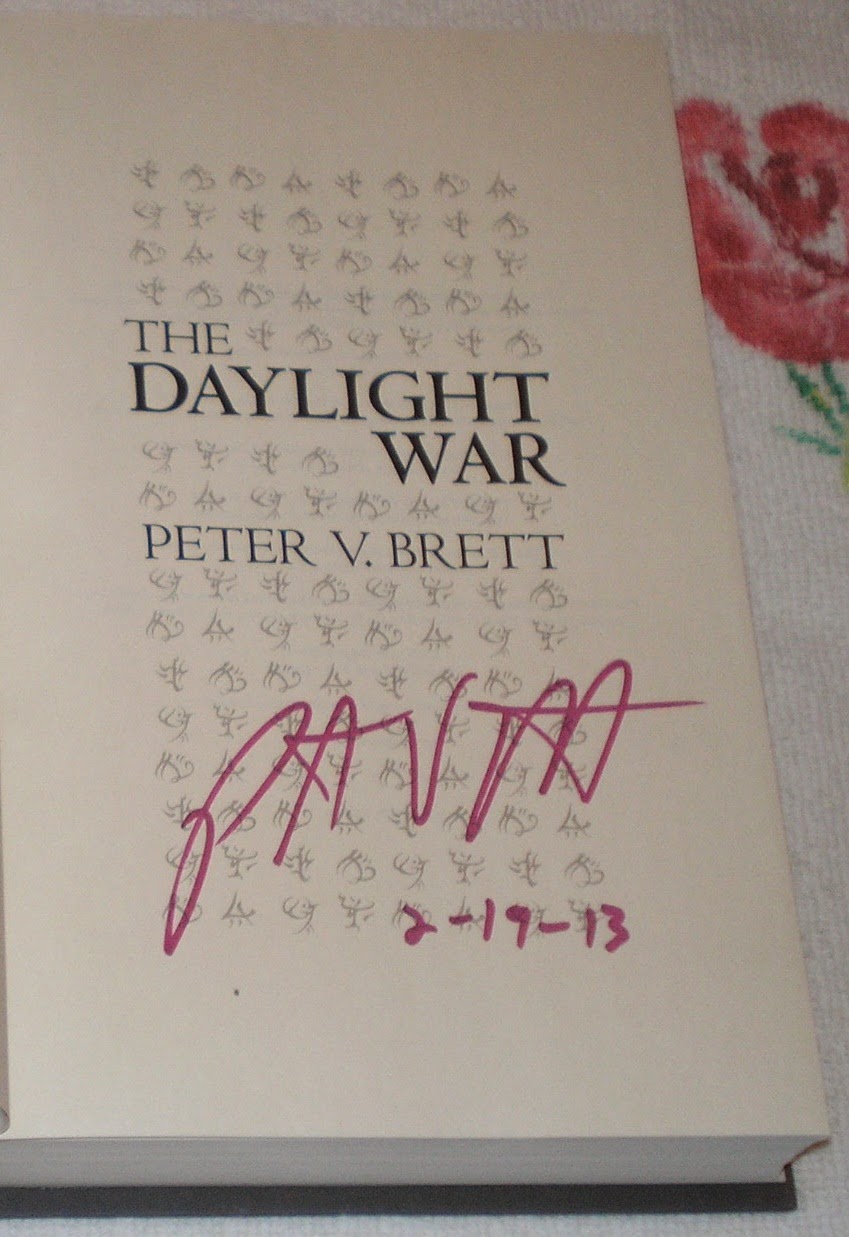 THE
DAYLIGHT
WAR
PETER V. BRETT
2-19-13